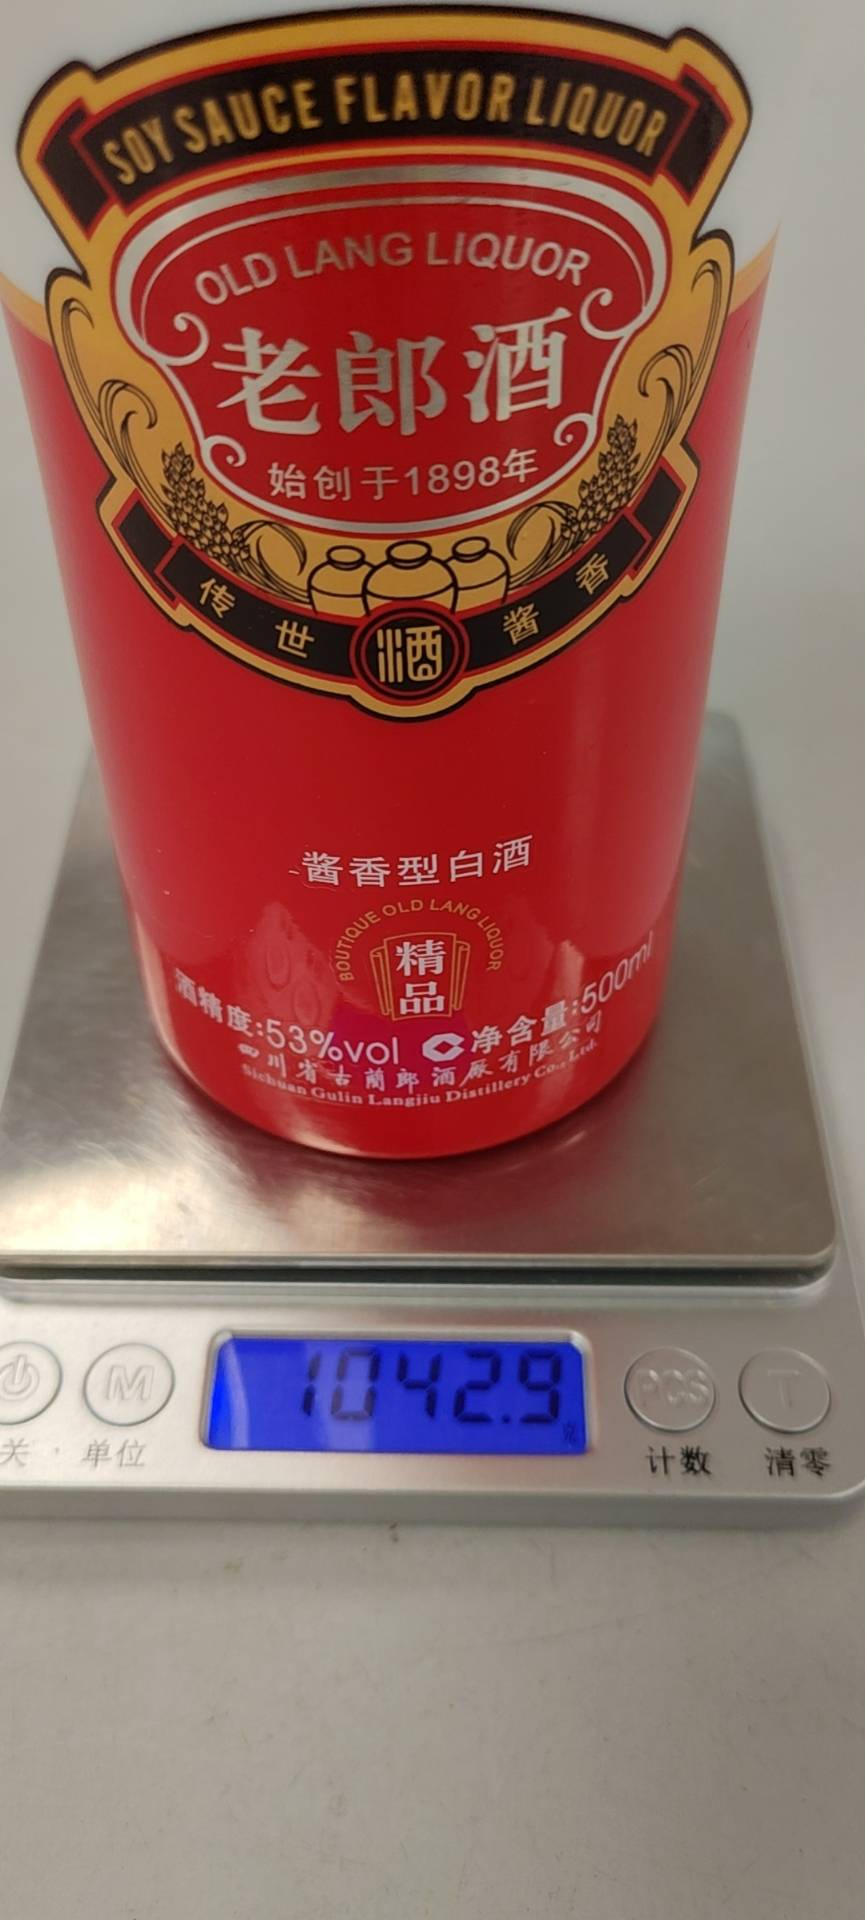 SOY SAUCE FLAVOR LIQUOR
OLD LANG LIQUOR
老郎酒
始创于1898年
传世酒酱香
酱香型白酒
BOUTIQUE OLD LANG LIQUOR
精
品
酒精度:53%vol 净含量:500ml
四川省古蔺郎酒厂有限公司
Sichuan Gulin Langjiu Distillery Co., Ltd.
1042.9
M PCS T
关 单位 计数 清零